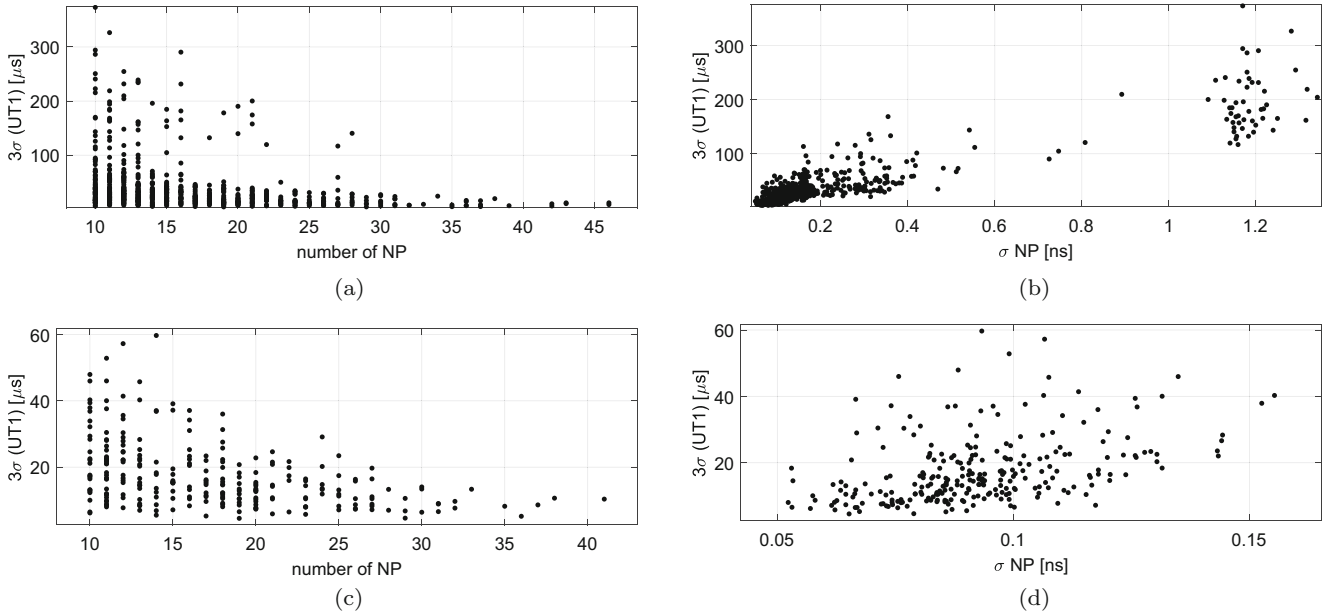 3σ (UT1) [μs]
300
200
100
10 15 20 25 30 35 40 45
number of NP
(a)
3σ (UT1) [μs]
300
200
100
0.2 0.4 0.6 0.8 1 1.2
σ NP [ns]
(b)
3σ (UT1) [μs]
60
40
20
10 15 20 25 30 35 40
number of NP
(c)
3σ (UT1) [μs]
60
40
20
0.05 0.1 0.15
σ NP [ns]
(d)